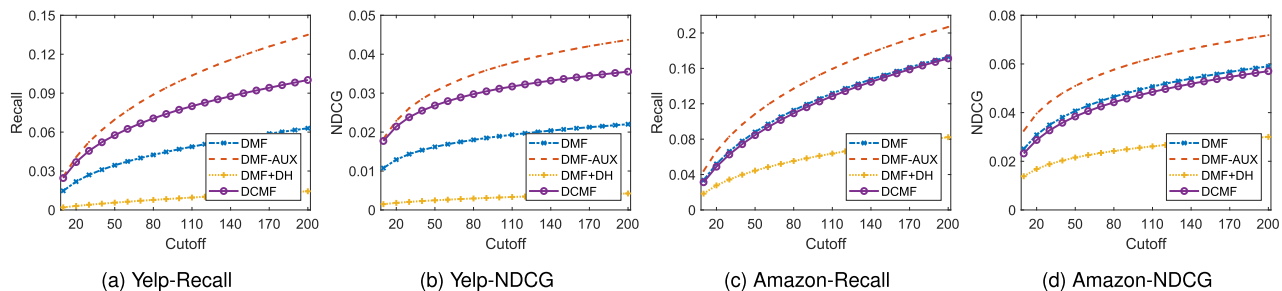 0.15
0.12
0.09
0.06
0.03
0
Recall
20 50 80 110 140 170 200
Cutoff
DMF
DMF-AUX
DMF+DH
DCMF
(a) Yelp-Recall
0.05
0.04
0.03
0.02
0.01
0
NDCG
20 50 80 110 140 170 200
Cutoff
DMF
DMF-AUX
DMF+DH
DCMF
(b) Yelp-NDCG
0.2
0.16
0.12
0.08
0.04
0
Recall
20 50 80 110 140 170 200
Cutoff
DMF
DMF-AUX
DMF+DH
DCMF
(c) Amazon-Recall
0.08
0.06
0.04
0.02
0
NDCG
20 50 80 110 140 170 200
Cutoff
DMF
DMF-AUX
DMF+DH
DCMF
(d) Amazon-NDCG